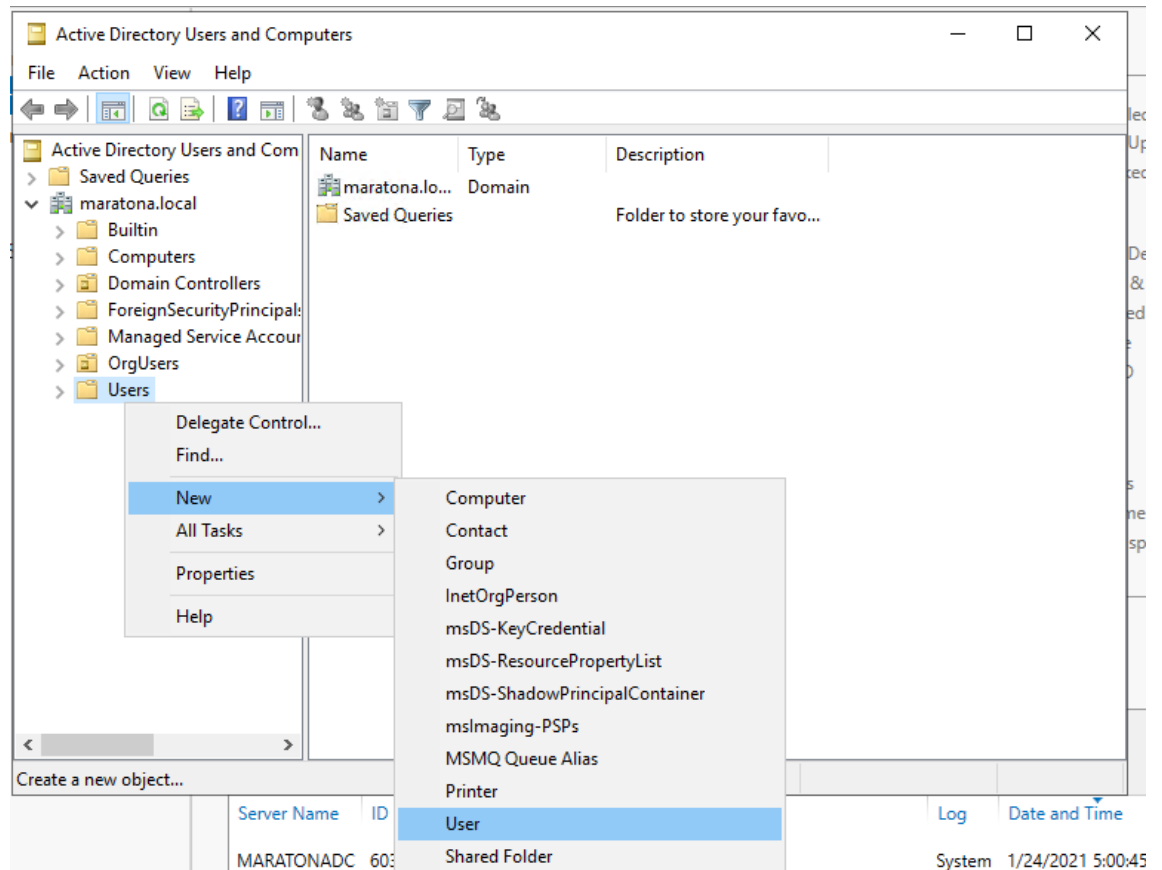 Active Directory Users and Computers
File Action View Help
Active Directory Users and Com
Saved Queries
maratona.local
Builtin
Computers
Domain Controllers
ForeignSecurityPrincipals
Managed Service Accour
OrgUsers
Users
Name Type Description
maratona.lo... Domain
Saved Queries Folder to store your favo...
Delegate Control...
Find...
New
All Tasks
Properties
Help
Computer
Contact
Group
InetOrgPerson
msDS-KeyCredential
msDS-ResourcePropertyList
msDS-ShadowPrincipalContainer
msImaging-PSPs
MSMQ Queue Alias
Printer
User
Shared Folder
Create a new object...
Server Name ID Log Date and Time
MARATONADC 603 System 1/24/2021 5:00:45